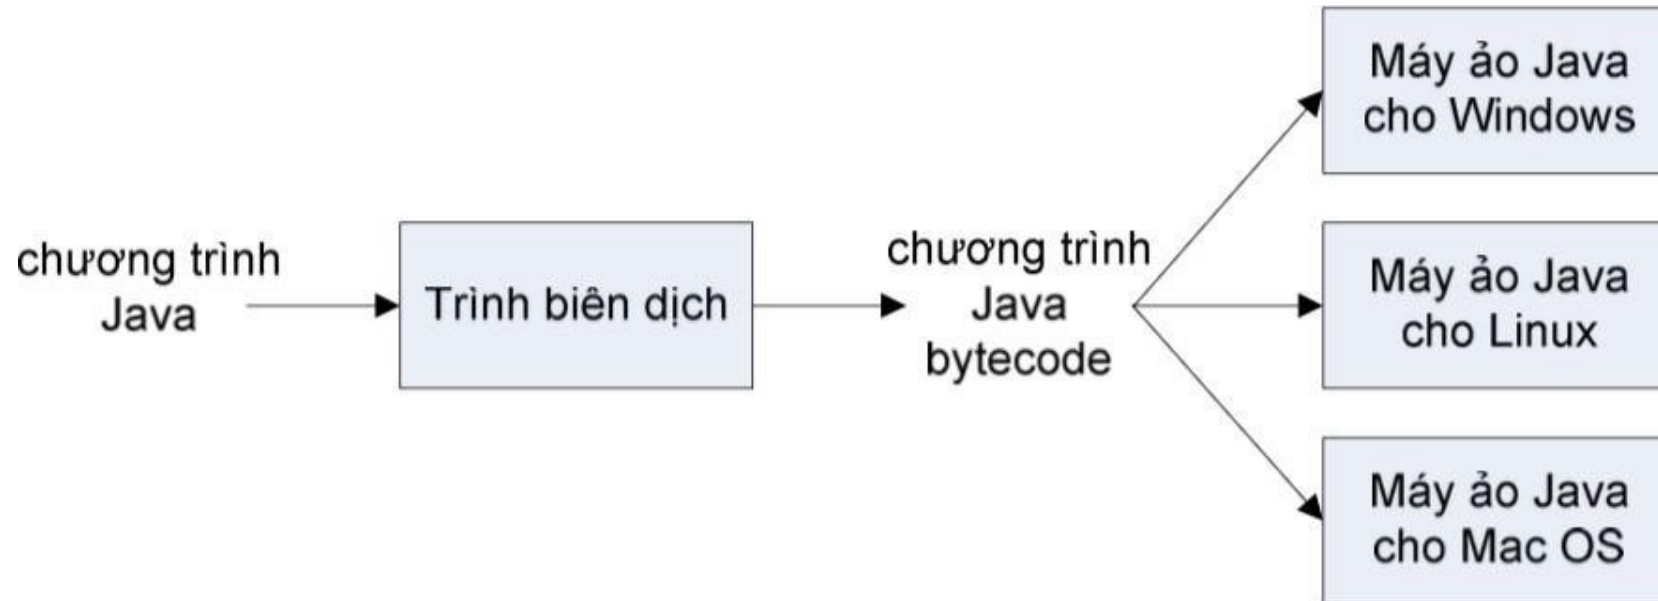 chương trình
Java
Trình biên dịch
chương trình
Java
bytecode
Máy ảo Java
cho Windows
Máy ảo Java
cho Linux
Máy ảo Java
cho Mac OS